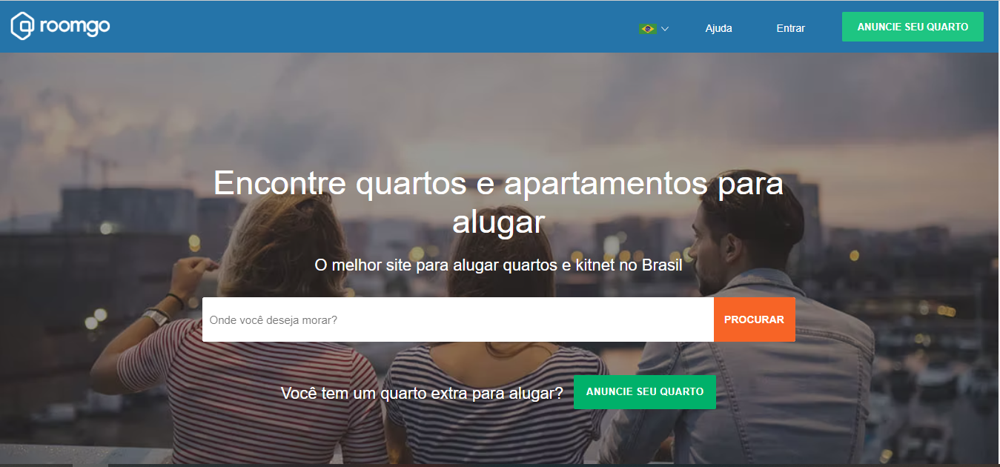 roomgo
Ajuda
Entrar
ANUNCIE SEU QUARTO
Encontre quartos e apartamentos para
alugar
O melhor site para alugar quartos e kitnet no Brasil
Onde você deseja morar?
PROCURAR
Você tem um quarto extra para alugar?
ANUNCIE SEU QUARTO